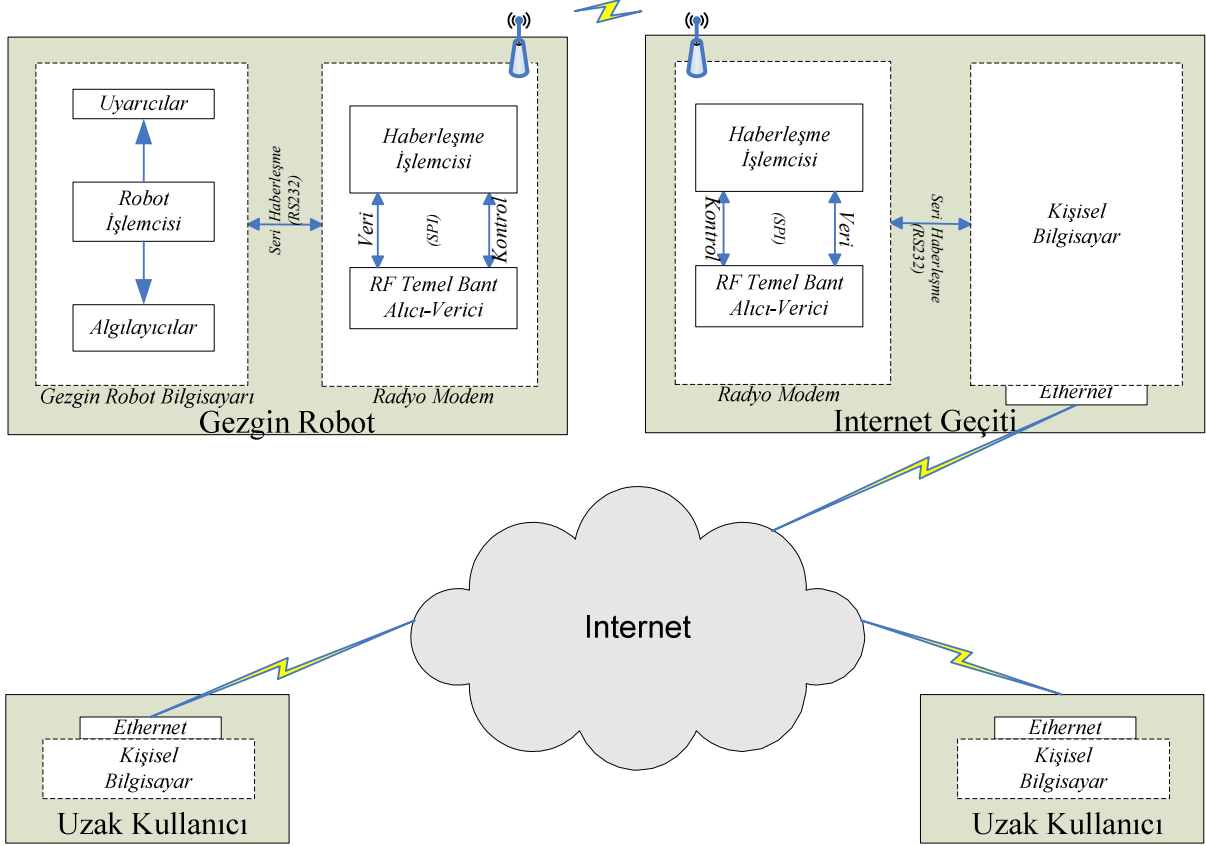 Uyarıcılar
Robot
İşlemcisi
Algılayıcılar
Gezgin Robot Bilgisayarı
Seri Haberleşme
(RS232)
Haberleşme
İşlemcisi
Veri
(SPI)
Kontrol
RF Temel Bant
Alıcı-Verici
Radyo Modem
Gezgin Robot
Haberleşme
İşlemcisi
Kontrol
(SPI)
Veri
RF Temel Bant
Alıcı-Verici
Radyo Modem
Seri Haberleşme
(RS232)
Kişisel
Bilgisayar
Ethernet
Internet Geçiti
Internet
Ethernet
Kişisel
Bilgisayar
Uzak Kullanıcı
Ethernet
Kişisel
Bilgisayar
Uzak Kullanıcı